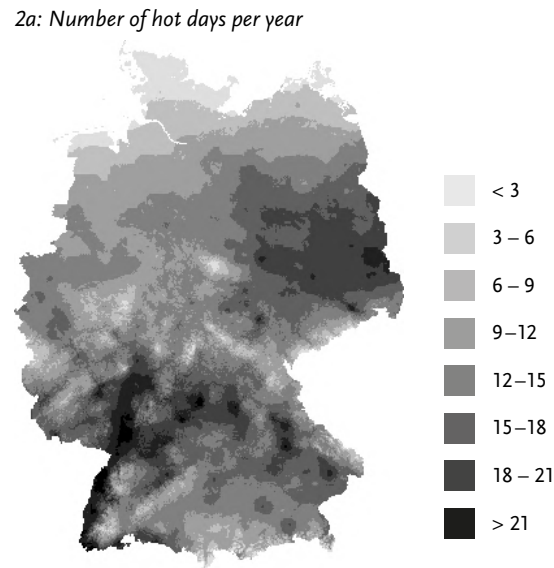 2a: Number of hot days per year
< 3
3 – 6
6 – 9
9–12
12–15
15–18
18 – 21
> 21